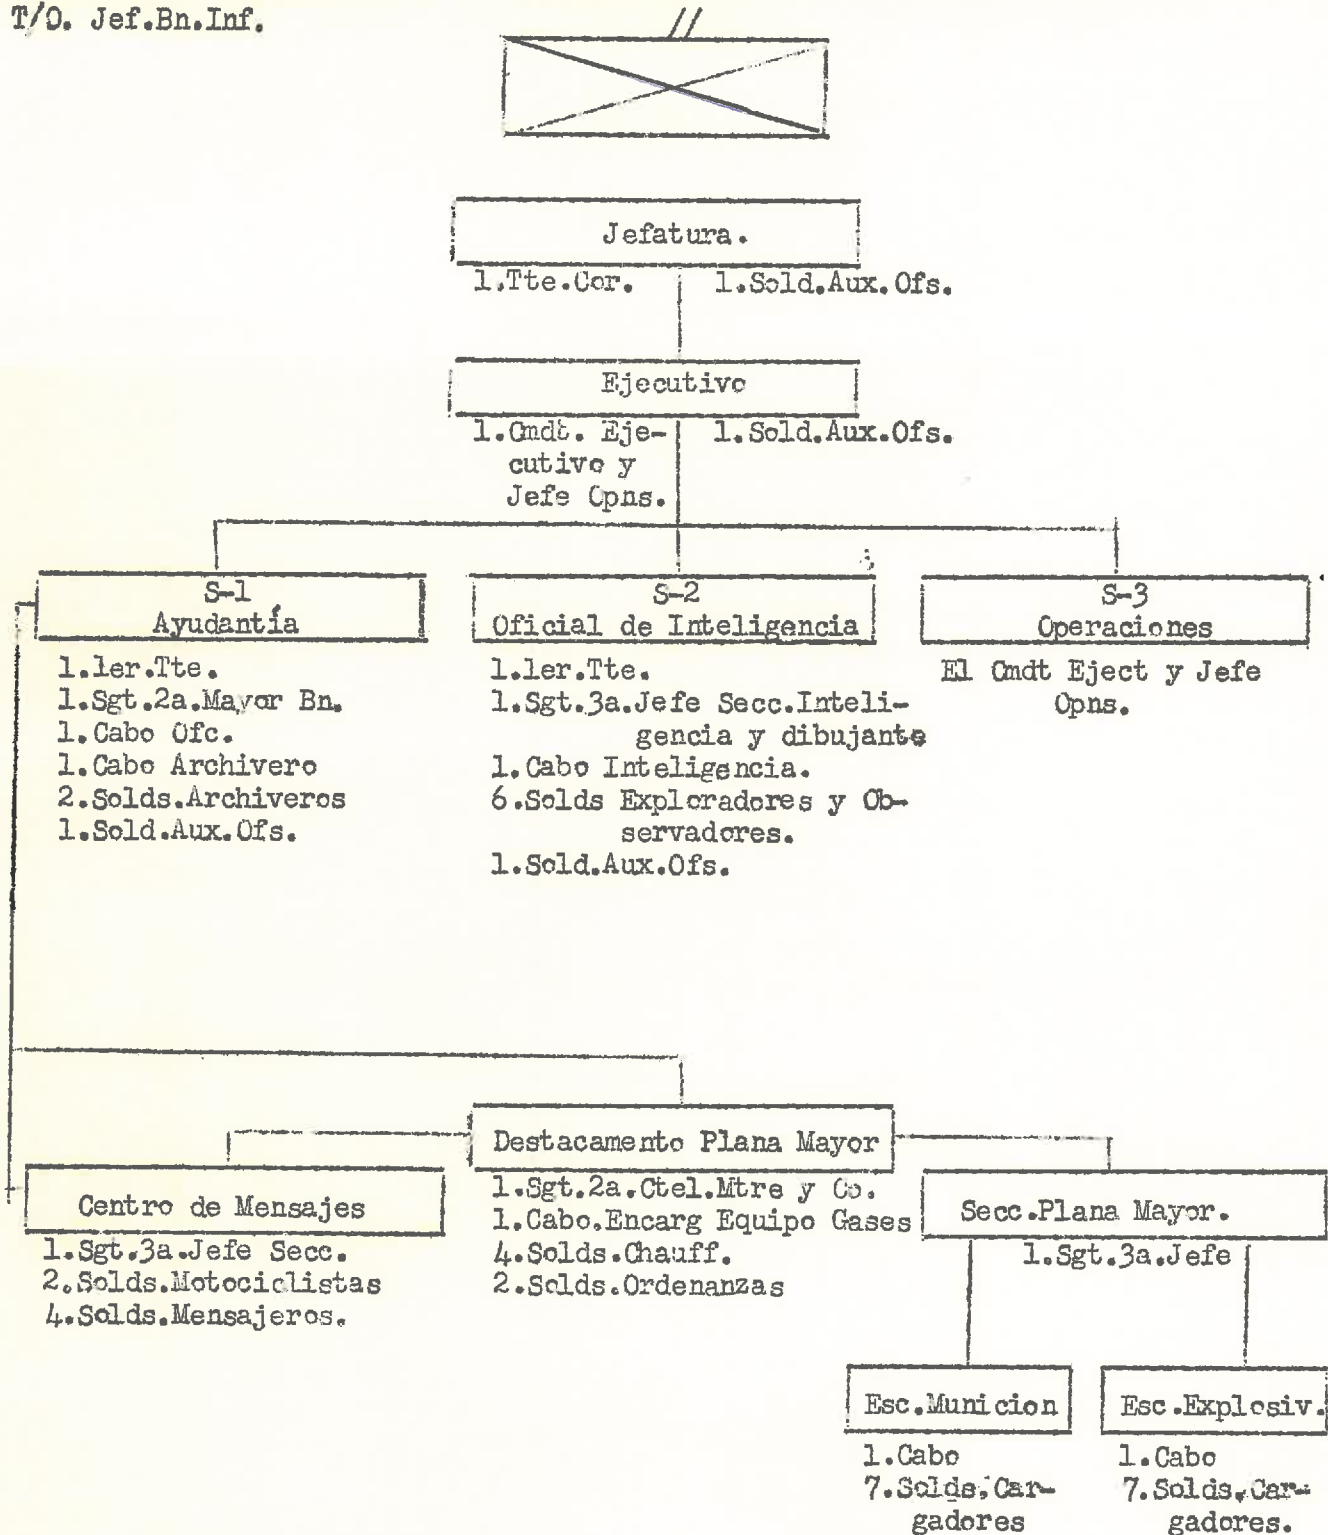 T/O. Jef.Bn.Inf.
//
Jefatura.
1.Tte.Cor.
1.Sold.Aux.Ofs.
Ejecutivo
1.Cmdt. Eje-
cutivo y
Jefe Opns.
1.Sold.Aux.Ofs.
S-1
Ayudantía
1.1er.Tte.
1.Sgt.2a.Mayor Bn.
1.Cabo Ofc.
1.Cabo Archivero
2.Solds.Archiveros
1.Sold.Aux.Ofs.
S-2
Oficial de Inteligencia
1.1er.Tte.
1.Sgt.3a.Jefe Secc.Inteli-
gencia y dibujante
1.Cabo Inteligencia.
6.Solds Exploradores y Ob-
servadores.
1.Sold.Aux.Ofs.
S-3
Operaciones
El Cmdt Eject y Jefe
Opns.
Destacamento Plana Mayor
1.Sgt.2a.Ctel.Mtre y Co.
1.Cabo.Encarg Equipo Gases
4.Solds.Chauff.
2.Solds.Ordenanzas
Centro de Mensajes
1.Sgt.3a.Jefe Secc.
2.Solds.Motociclistas
4.Solds.Mensajeros.
Secc.Plana Mayor.
1.Sgt.3a.Jefe
Esc.Municion
1.Cabo
7.Solds.Car-
gadores
Esc.Explosiv.
1.Cabo
7.Solds.Car-
gadores.